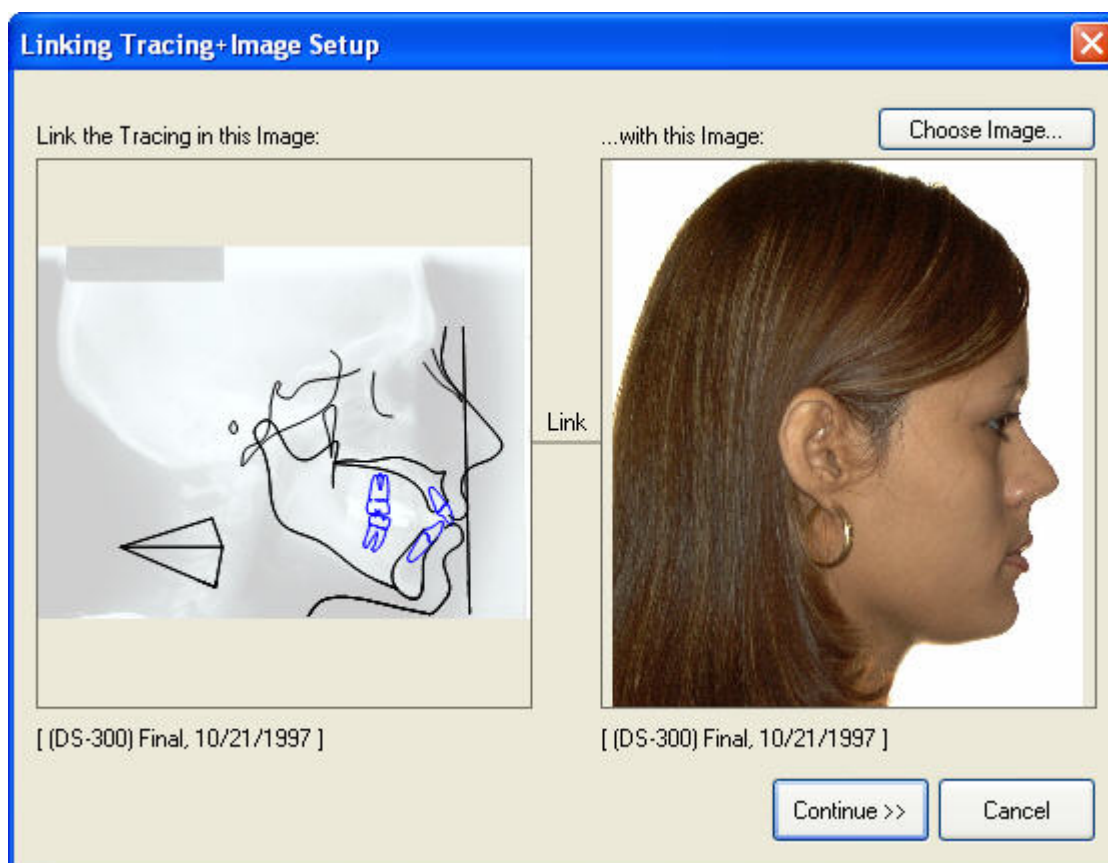 Linking Tracing+Image Setup
Link the Tracing in this Image:
...with this Image:
Choose Image...
Link
[ (DS-300) Final, 10/21/1997 ]
[ (DS-300) Final, 10/21/1997 ]
Continue >>
Cancel